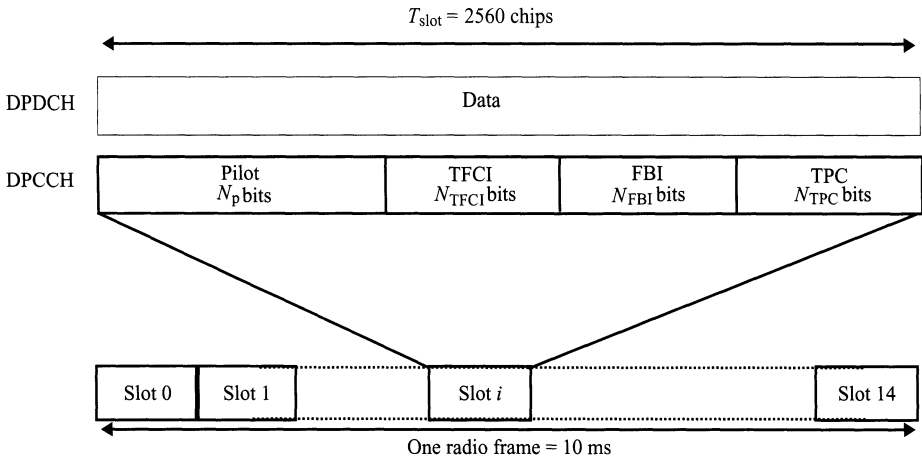 T_slot = 2560 chips
DPDCH
Data
DPCCH
Pilot
N_p bits
TFCI
N_TFCI bits
FBI
N_FBI bits
TPC
N_TPC bits
Slot 0
Slot 1
Slot i
Slot 14
One radio frame = 10 ms